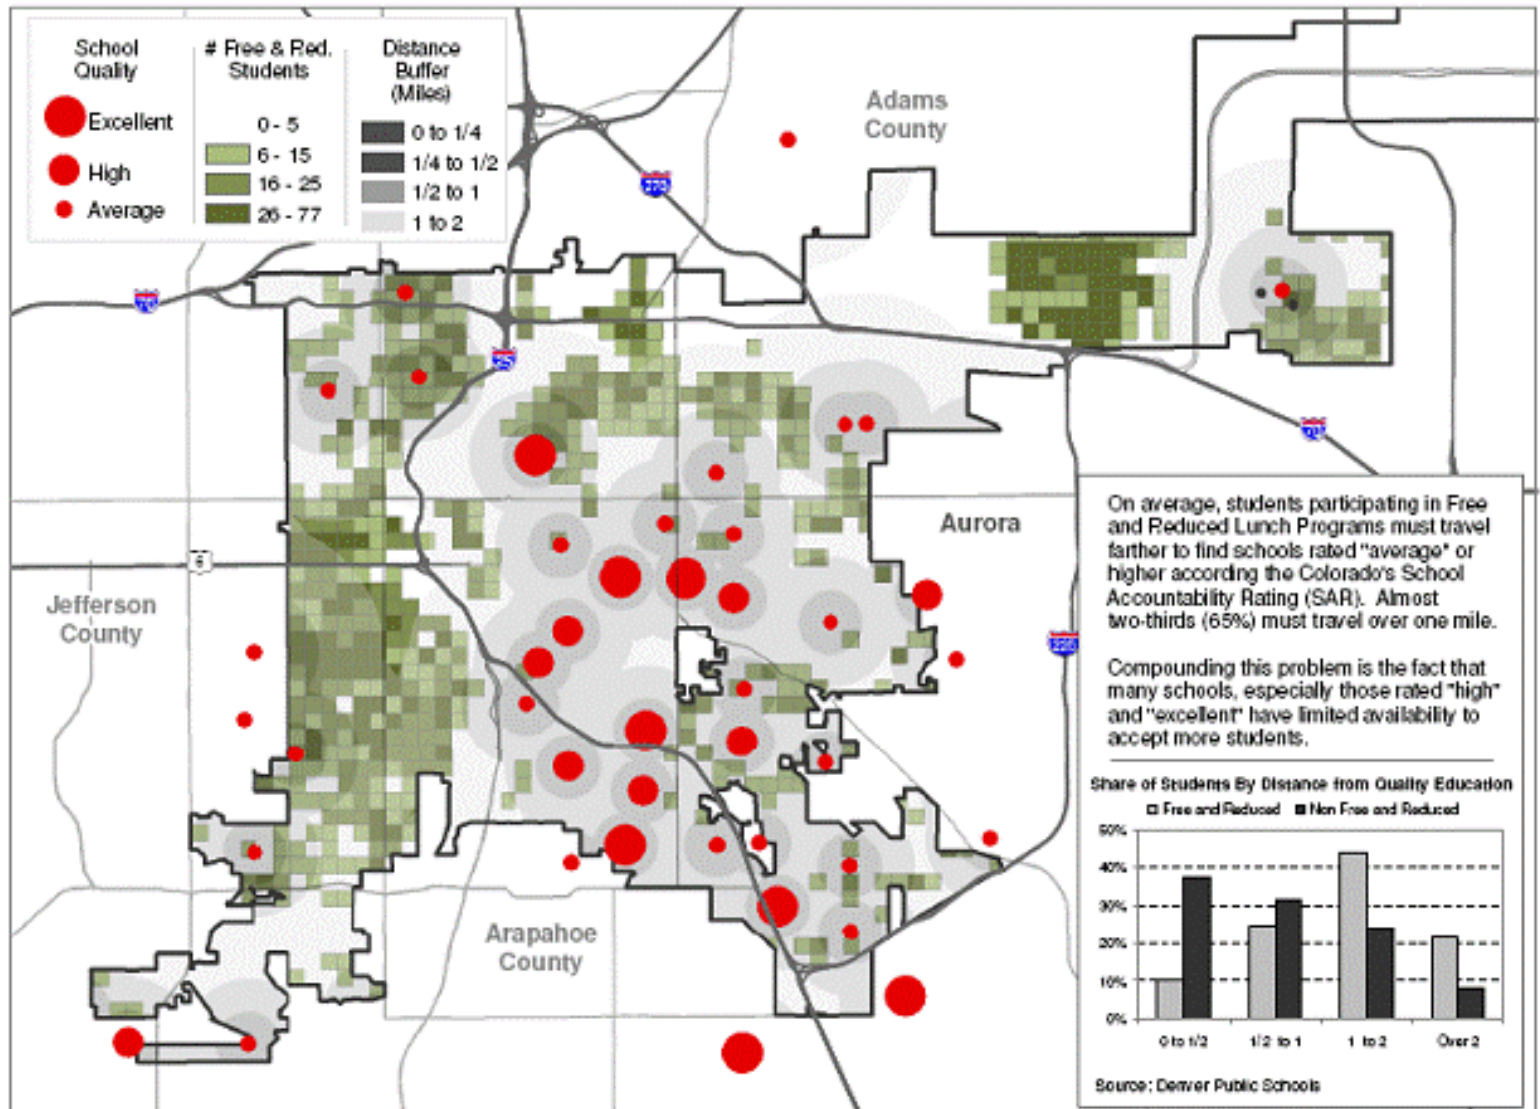 School
Quality
Excellent
High
Average
# Free & Red.
Students
0 - 5
6 - 15
16 - 25
26 - 77
Distance
Buffer
(Miles)
0 to 1/4
1/4 to 1/2
1/2 to 1
1 to 2
Adams
County
270
70
25
70
Aurora
6
Jefferson
County
225
Arapahoe
County
On average, students participating in Free
and Reduced Lunch Programs must travel
farther to find schools rated "average" or
higher according the Colorado's School
Accountability Rating (SAR). Almost
two-thirds (65%) must travel over one mile.
Compounding this problem is the fact that
many schools, especially those rated "high"
and "excellent" have limited availability to
accept more students.
Share of Students By Distance from Quality Education
Free and Reduced
Non Free and Reduced
50%
40%
30%
20%
10%
0%
0 to 1/2
1/2 to 1
1 to 2
Over 2
Source: Denver Public Schools